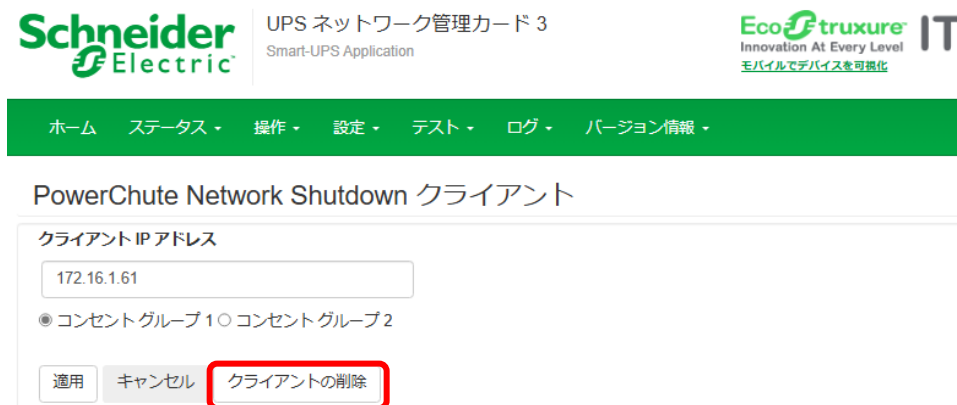 Schneider Electric
UPS ネットワーク管理カード 3
Smart-UPS Application
EcoStruxure IT
Innovation At Every Level
モバイルでデバイスを可視化
ホーム ステータス 操作 設定 テスト ログ バージョン情報
PowerChute Network Shutdown クライアント
クライアント IP アドレス
172.16.1.61
コンセント グループ 1 コンセント グループ 2
適用 キャンセル クライアントの削除